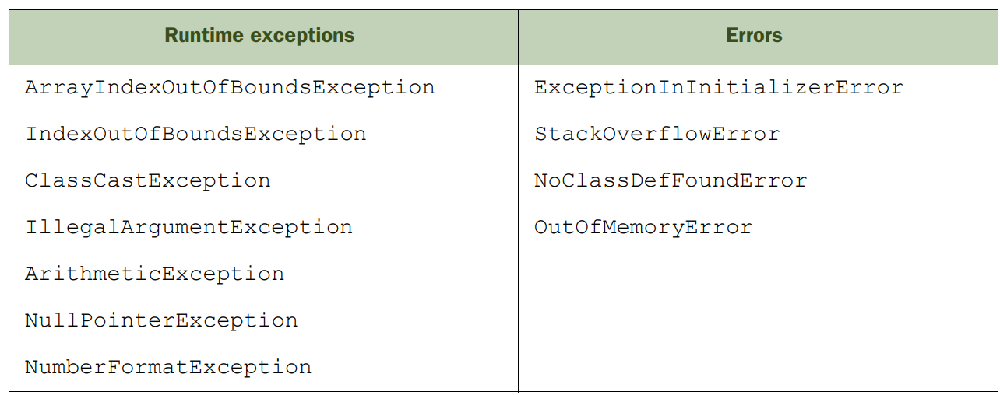 Runtime exceptions Errors
ArrayIndexOutOfBoundsException ExceptionInInitializerError
IndexOutOfBoundsException StackOverflowError
ClassCastException NoClassDefFoundError
IllegalArgumentException OutOfMemoryError
ArithmeticException
NullPointerException
NumberFormatException